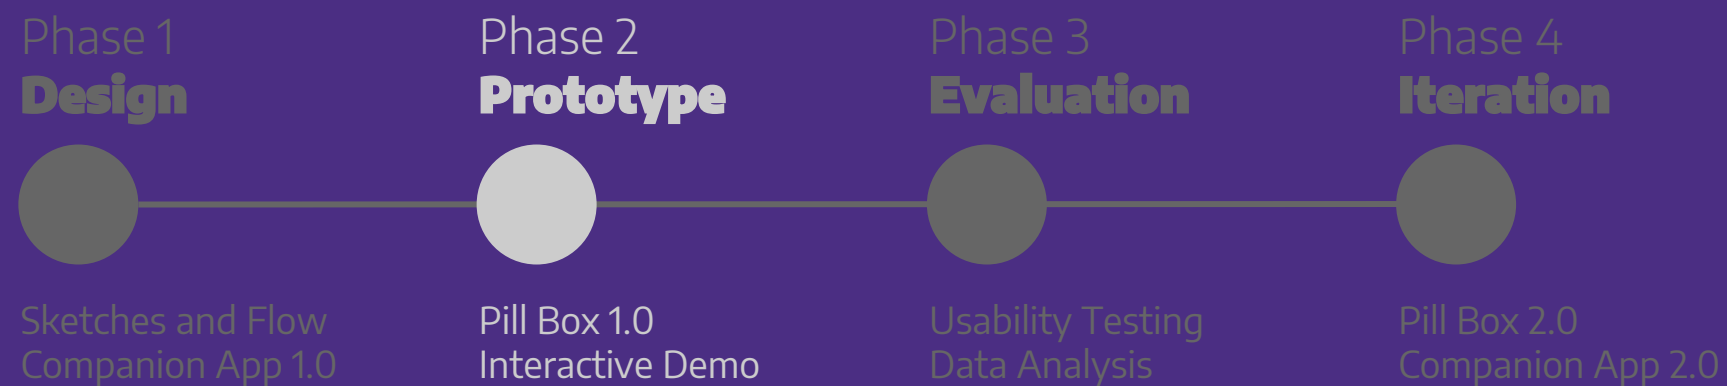 Phase 1
Design
Sketches and Flow
Companion App 1.0
Phase 2
Prototype
Pill Box 1.0
Interactive Demo
Phase 3
Evaluation
Usability Testing
Data Analysis
Phase 4
Iteration
Pill Box 2.0
Companion App 2.0